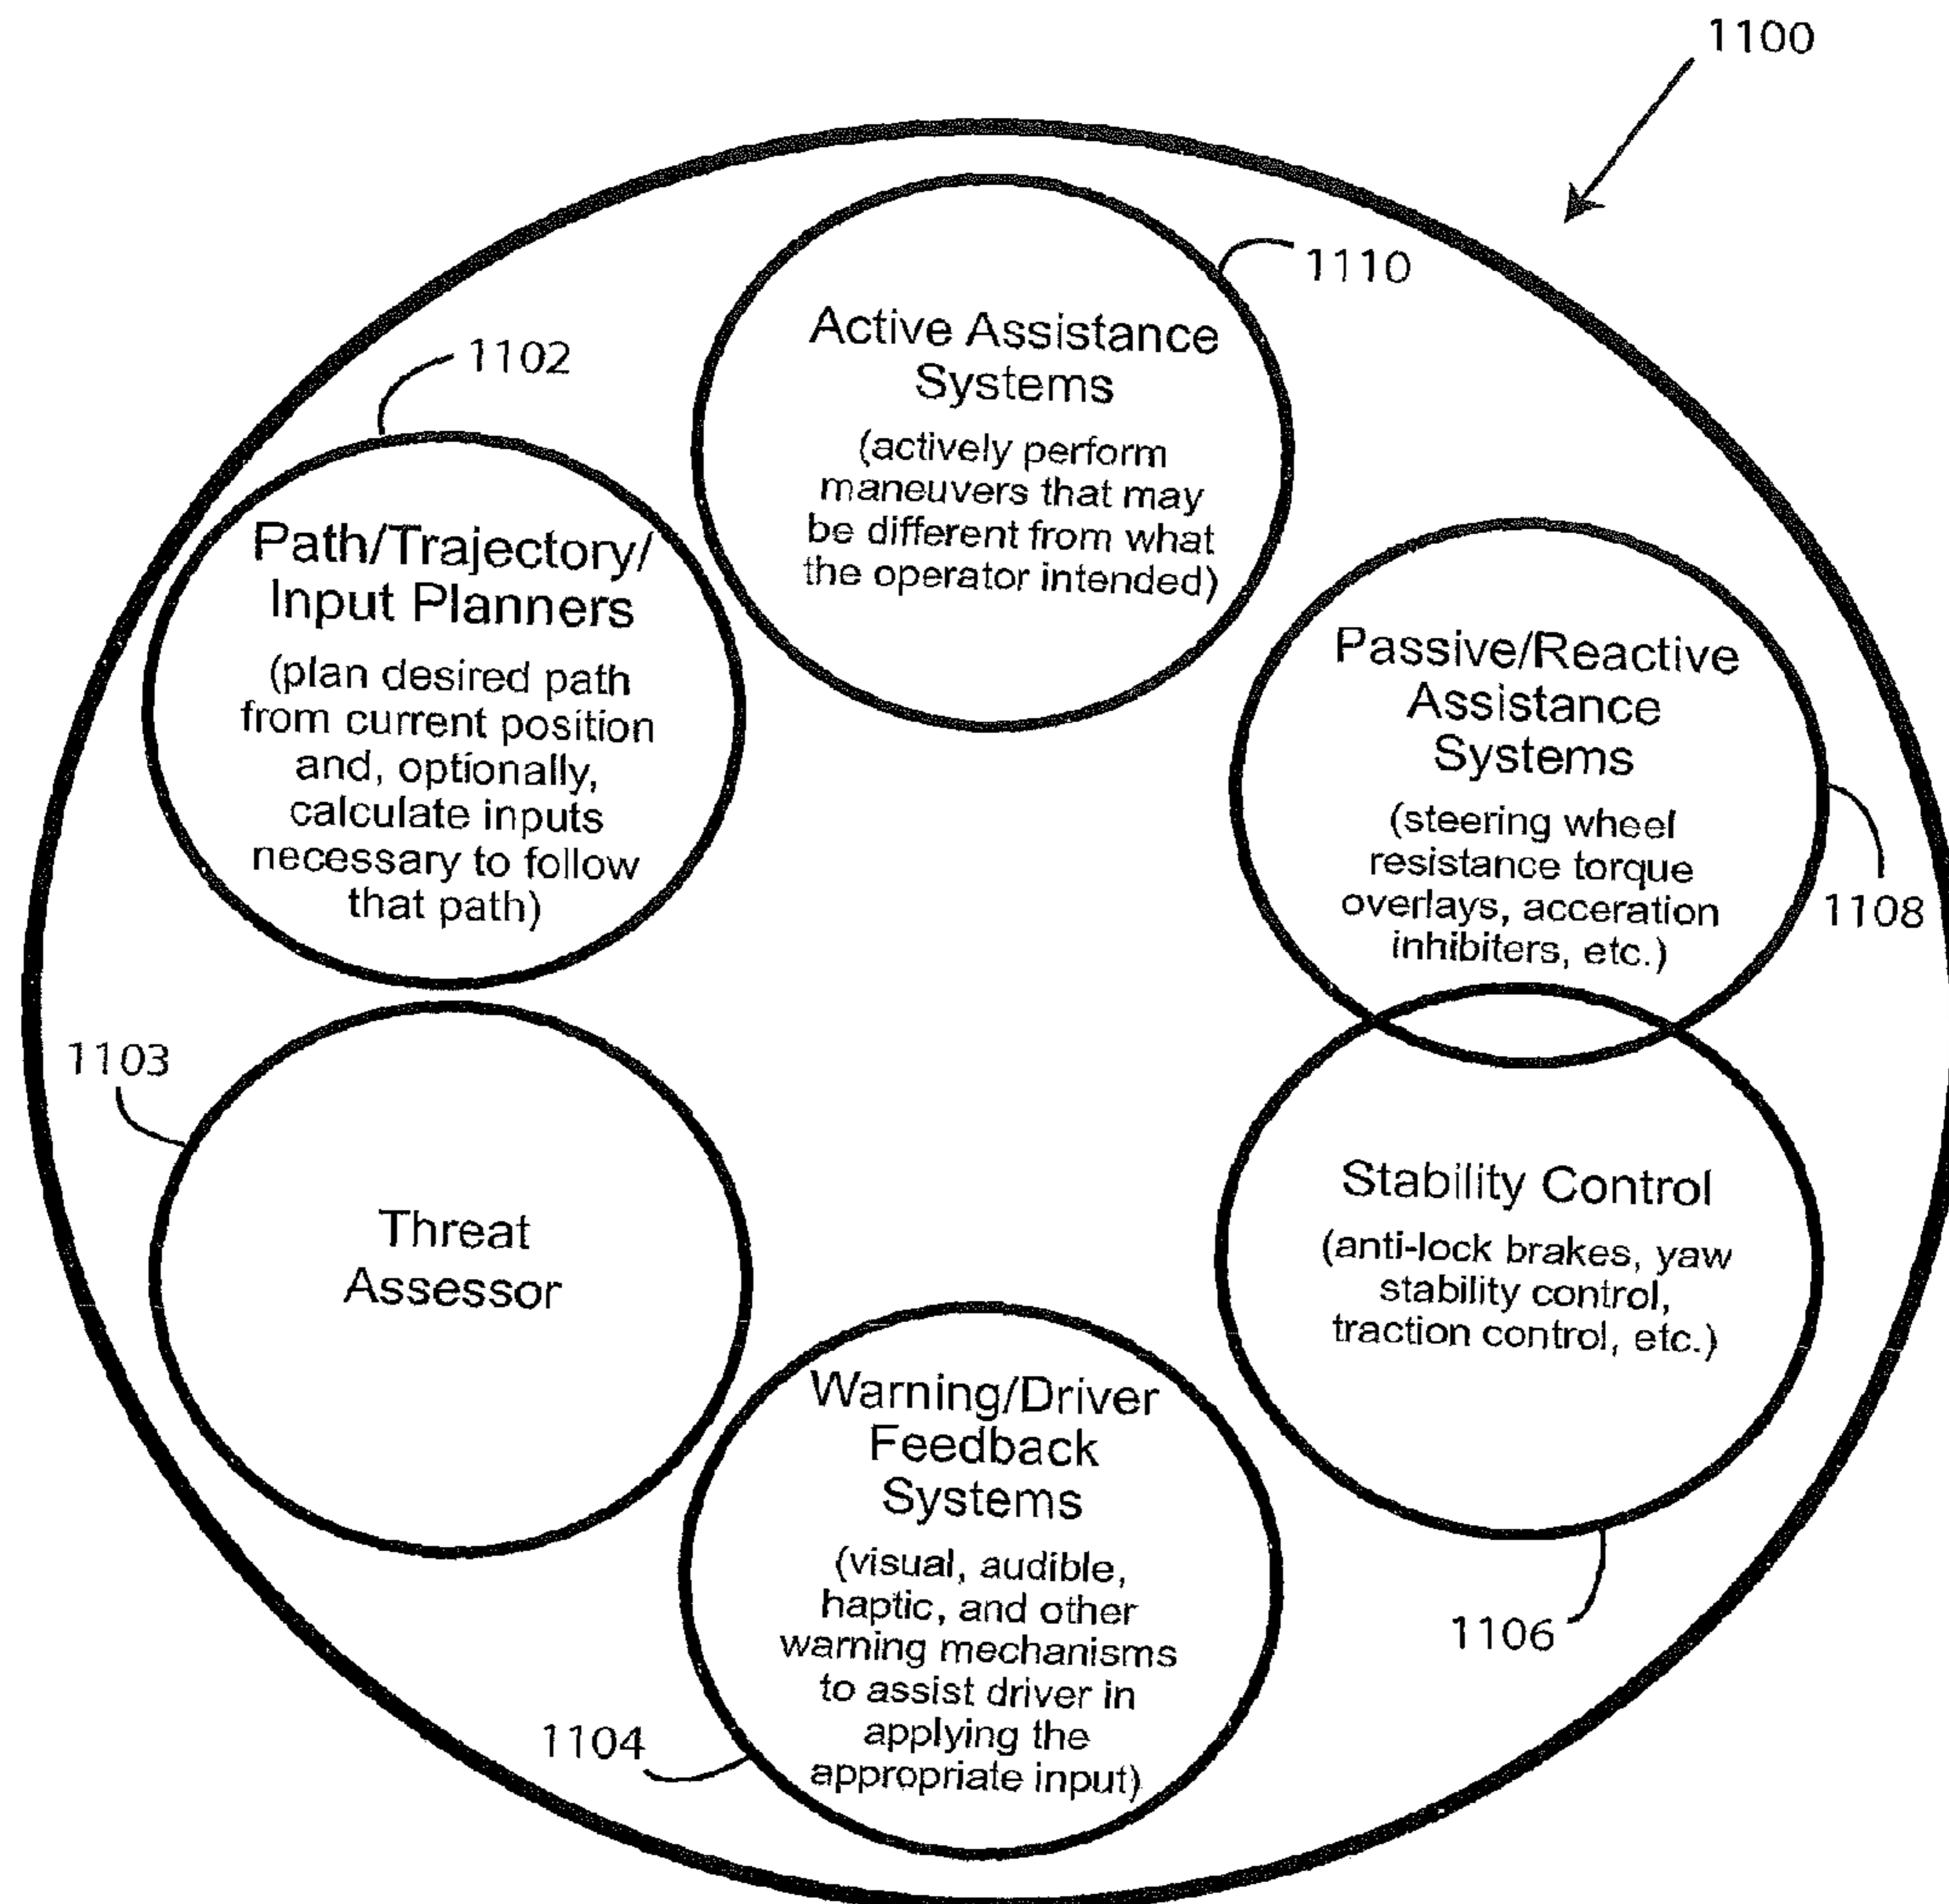 1100
1110
Active Assistance
Systems
(actively perform
maneuvers that may
be different from what
the operator intended)
1102
Path/Trajectory/
Input Planners
(plan desired path
from current position
and, optionally,
calculate inputs
necessary to follow
that path)
Passive/Reactive
Assistance
Systems
(steering wheel
resistance torque
overlays, acceration
inhibiters, etc.)
1108
1103
Threat
Assessor
Stability Control
(anti-lock brakes, yaw
stability control,
traction control, etc.)
1106
Warning/Driver
Feedback
Systems
(visual, audible,
haptic, and other
warning mechanisms
to assist driver in
applying the
appropriate input)
1104